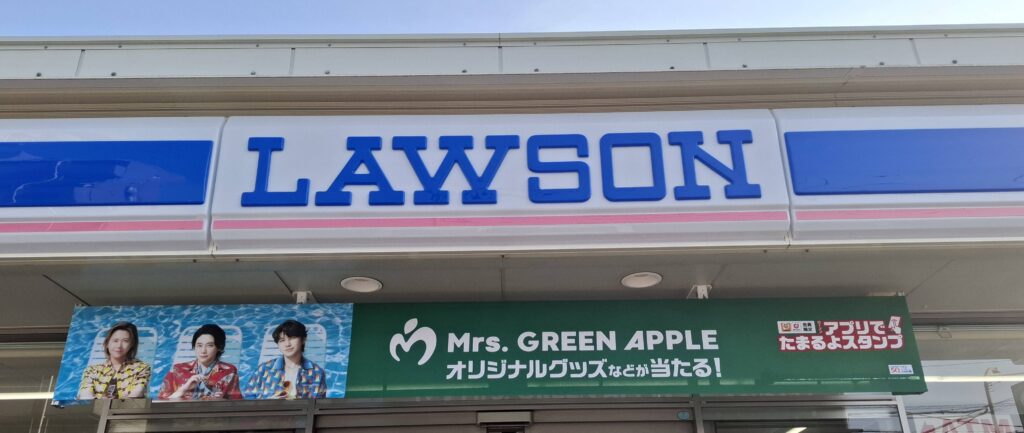 LAWSON
Mrs. GREEN APPLE
オリジナルグッズなどが当たる!
アプリで
たまるよスタンプ